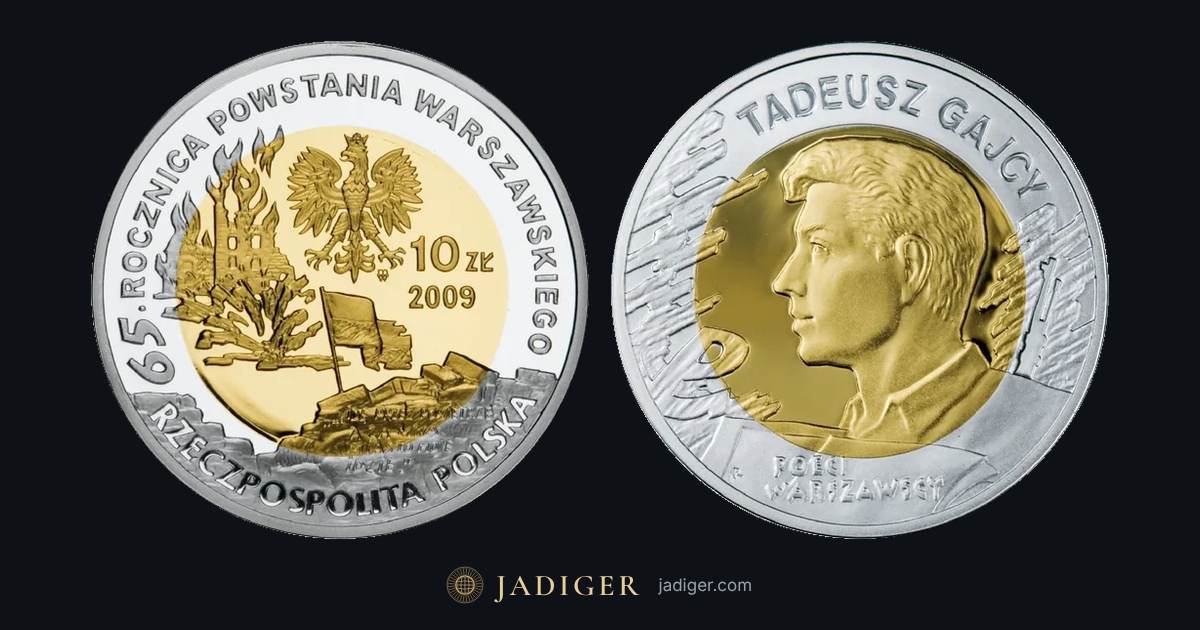 65. ROCZNICA POWSTANIA WARSZAWSKIEGO
10 ZŁ
2009
RZECZPOSPOLITA POLSKA
TADEUSZ GAJCY
POECI
WARSZAWSCY
JADIGER jadiger.com